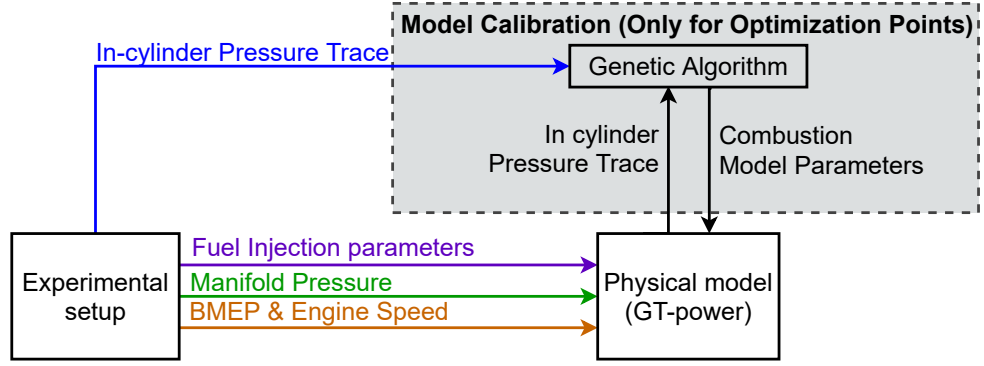 Model Calibration (Only for Optimization Points)
In-cylinder Pressure Trace
Genetic Algorithm
In cylinder
Pressure Trace
Combustion
Model Parameters
Experimental
setup
Fuel Injection parameters
Manifold Pressure
BMEP & Engine Speed
Physical model
(GT-power)